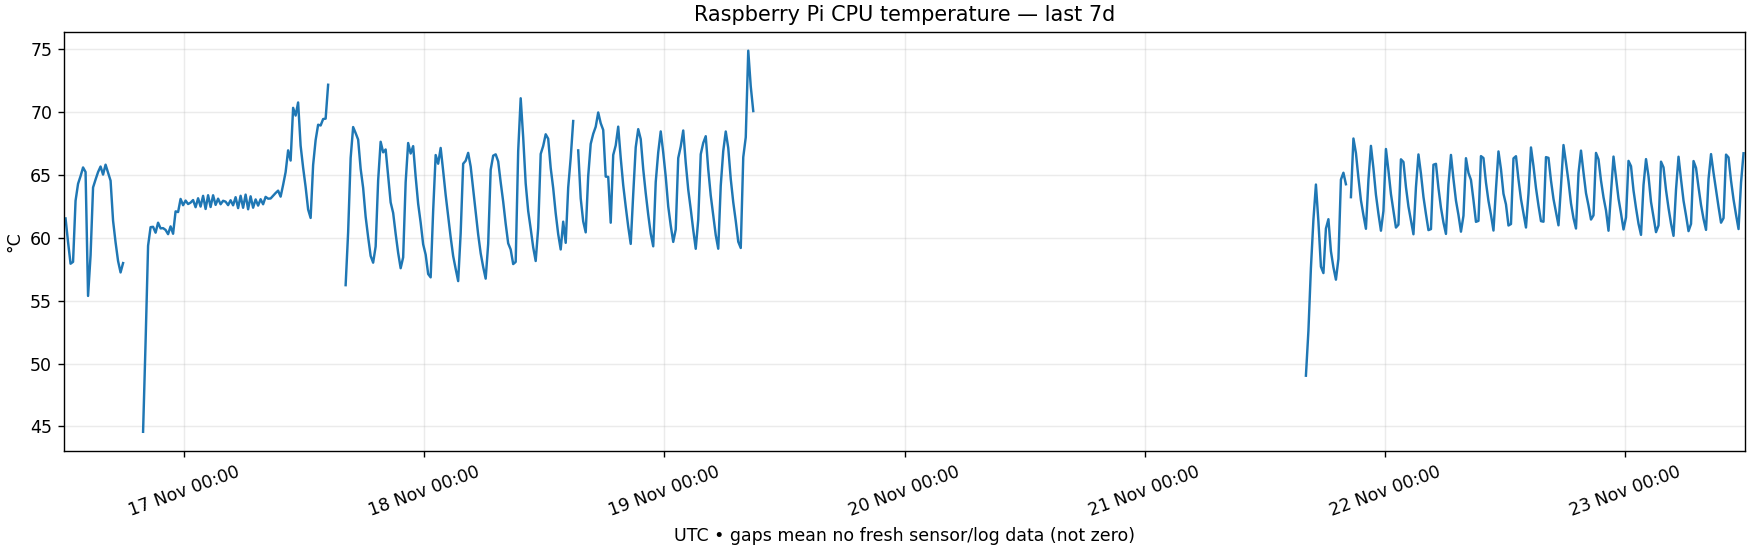 Raspberry Pi CPU temperature — last 7d
75
70
65
60
55
50
45
°C
17 Nov 00:00
18 Nov 00:00
19 Nov 00:00
20 Nov 00:00
21 Nov 00:00
22 Nov 00:00
23 Nov 00:00
UTC • gaps mean no fresh sensor/log data (not zero)